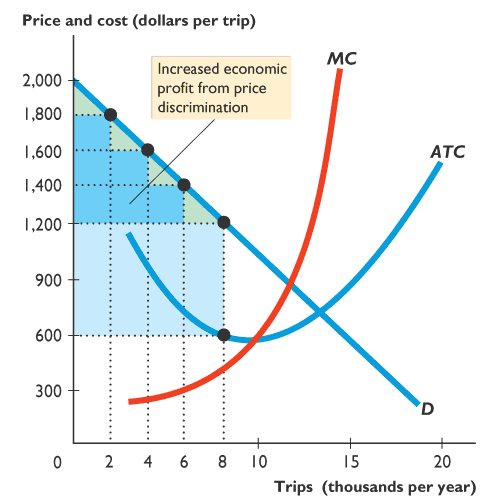 Price and cost (dollars per trip)
MC
Increased economic
profit from price
discrimination
2,000
1,800
1,600
ATC
1,400
1,200
900
600
300
D
0
2
4
6
8
10
15
20
Trips (thousands per year)